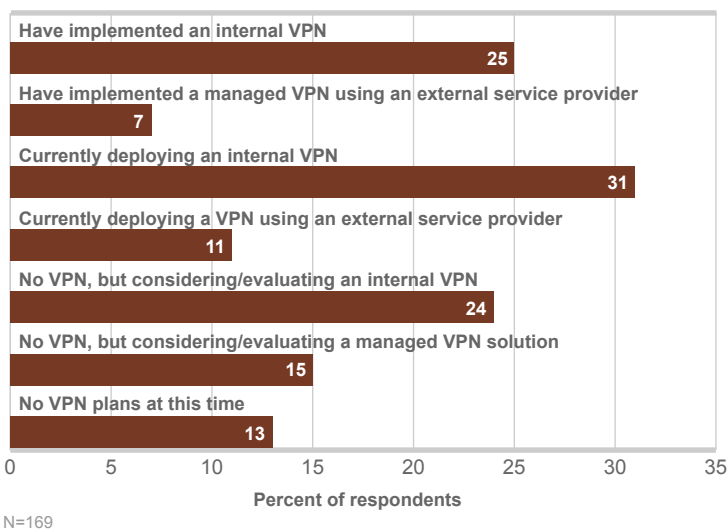 Have implemented an internal VPN
25
Have implemented a managed VPN using an external service provider
7
Currently deploying an internal VPN
31
Currently deploying a VPN using an external service provider
11
No VPN, but considering/evaluating an internal VPN
24
No VPN, but considering/evaluating a managed VPN solution
15
No VPN plans at this time
13
0 5 10 15 20 25 30 35
Percent of respondents
N=169